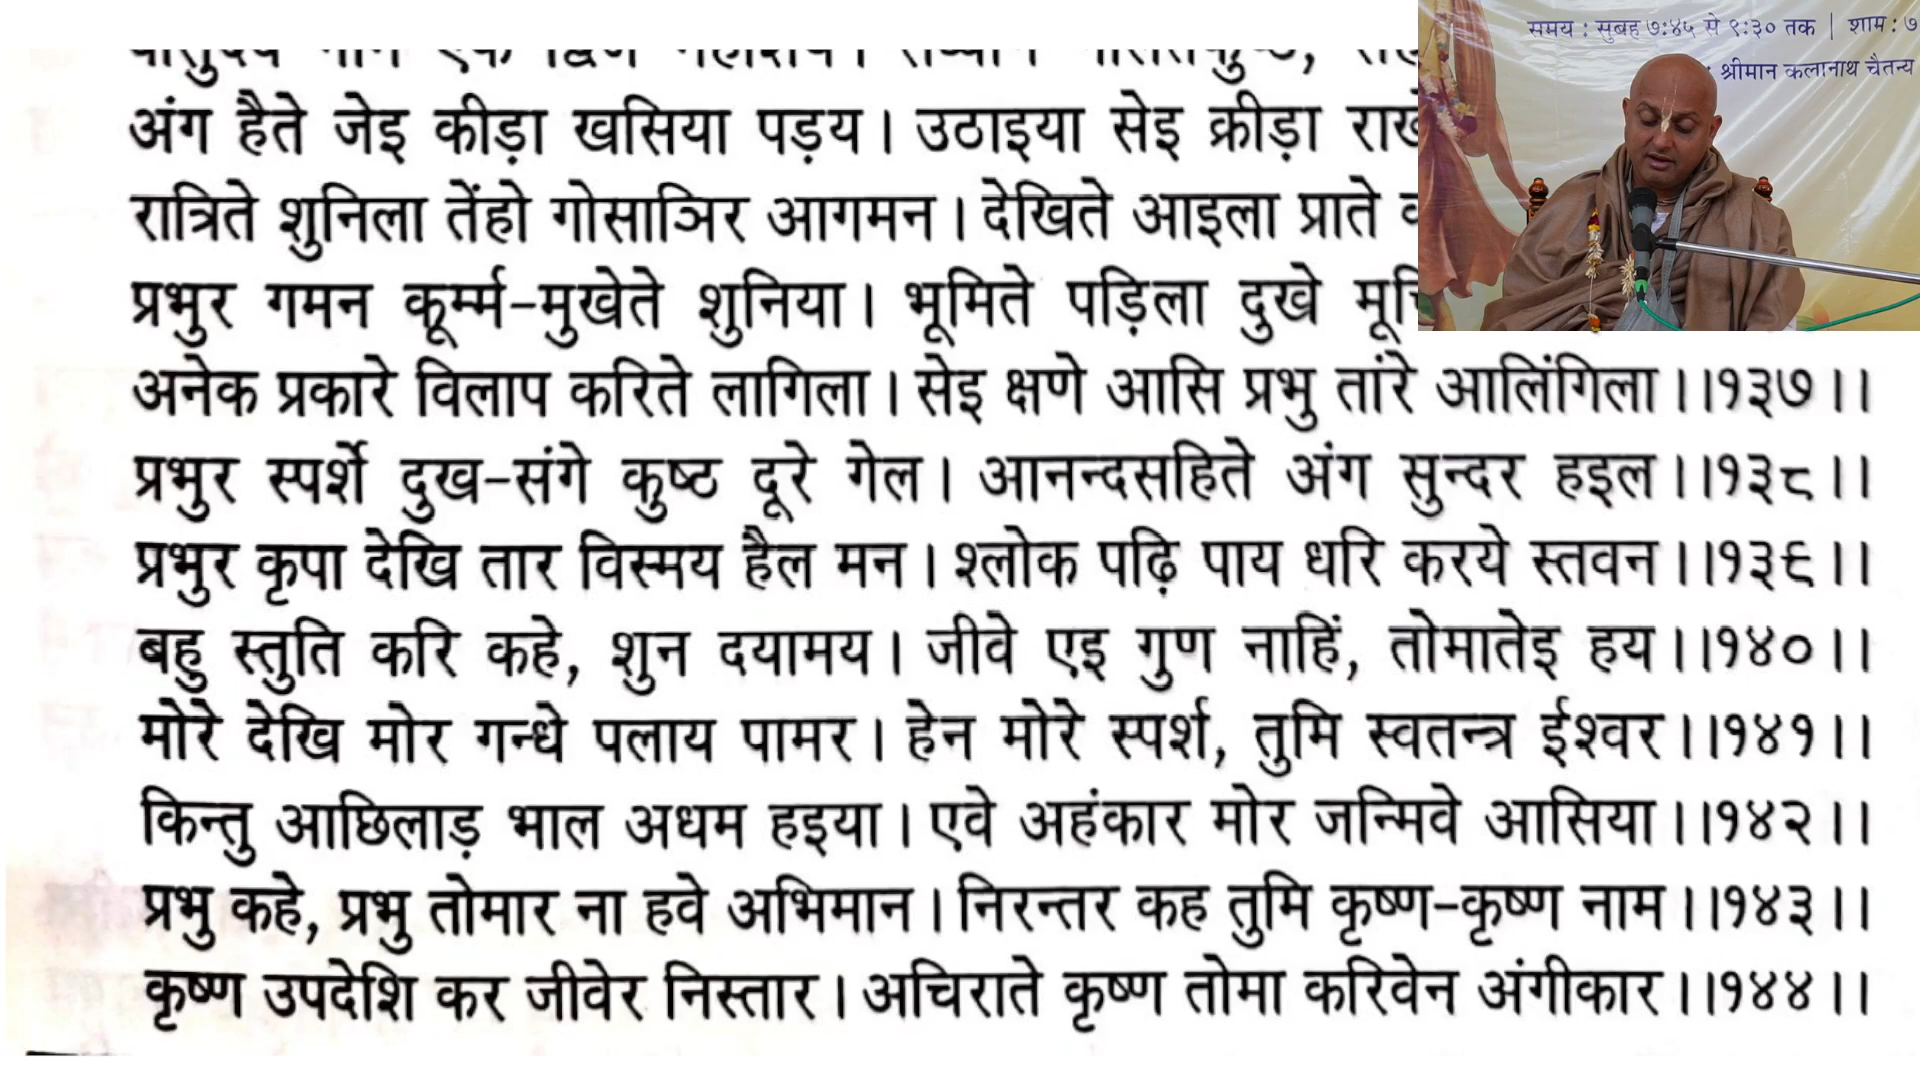 समय : सुबह ७:४५ से ९:३० तक | शाम : ७
श्रीमान कलानाथ चैतन्य
अंग हैते जेइ कीड़ा खसिया पड़य। उठाइया सेइ क्रीड़ा
रात्रिते शुनिला तेंहो गोसाञिर आगमन। देखिते आइला प्राते
प्रभुर गमन कूर्म्म-मुखेते शुनिया। भूमिते पड़िला दुखे
अनेक प्रकारे विलाप करिते लागिला। सेइ क्षणे आसि प्रभु तांरे आलिंगिला।।१३७।।
प्रभुर स्पर्शे दुख-संगे कुष्ठ दूरे गेल। आनन्दसहिते अंग सुन्दर हइल।।१३८।।
प्रभुर कृपा देखि तार विस्मय हैल मन। श्लोक पढ़ि पाय धरि करये स्तवन।।१३९।।
बहु स्तुति करि कहे, शुन दयामय। जीवे एइ गुण नाहिं, तोमातेइ हय।।१४०।।
मोरे देखि मोर गन्धे पलाय पामर। हेन मोरे स्पर्श, तुमि स्वतन्त्र ईश्वर।।१४१।।
किन्तु आछिलाङ भाल अधम हइया। एवे अहंकार मोर जन्मिवे आसिया।।१४२।।
प्रभु कहे, प्रभु तोमार ना हवे अभिमान। निरन्तर कह तुमि कृष्ण-कृष्ण नाम।।१४३।।
कृष्ण उपदेशि कर जीवेर निस्तार। अचिराते कृष्ण तोमा करिवेन अंगीकार।।१४४।।